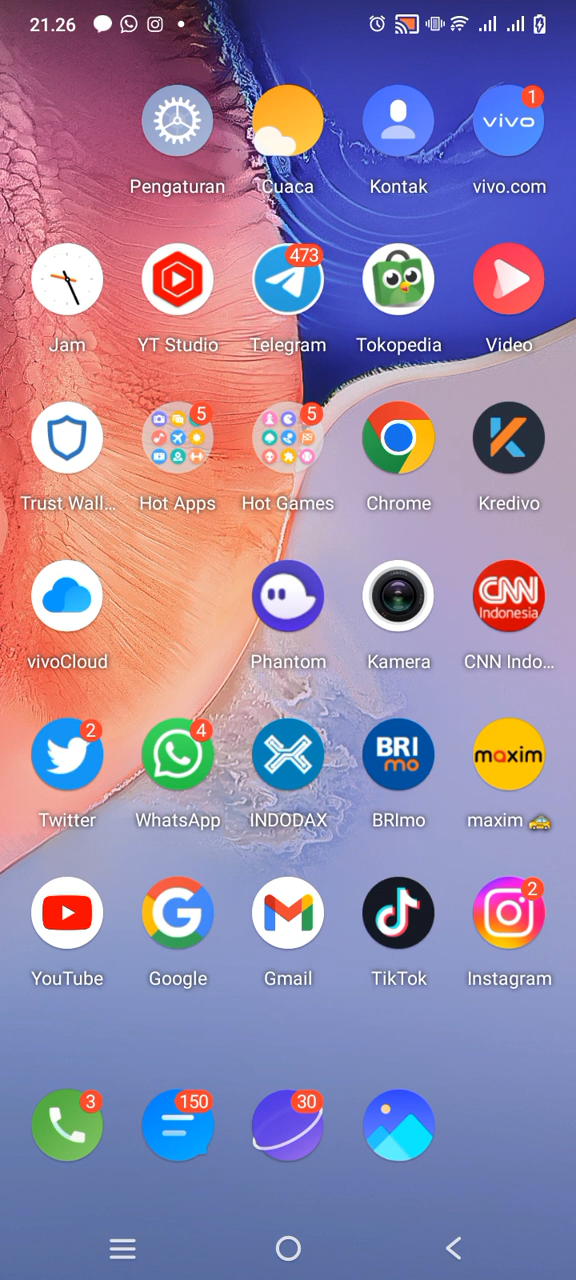 21.26
1
vivo
Pengaturan Cuaca Kontak vivo.com
473
Jam YT Studio Telegram Tokopedia Video
5 5
Trust Wall... Hot Apps Hot Games Chrome Kredivo
CNN
Indonesia
vivoCloud Phantom Kamera CNN Indo...
2 4
BRI
mo
maxim
Twitter WhatsApp INDODAX BRImo maxim 🚕
2
YouTube Google Gmail TikTok Instagram
3 150 30